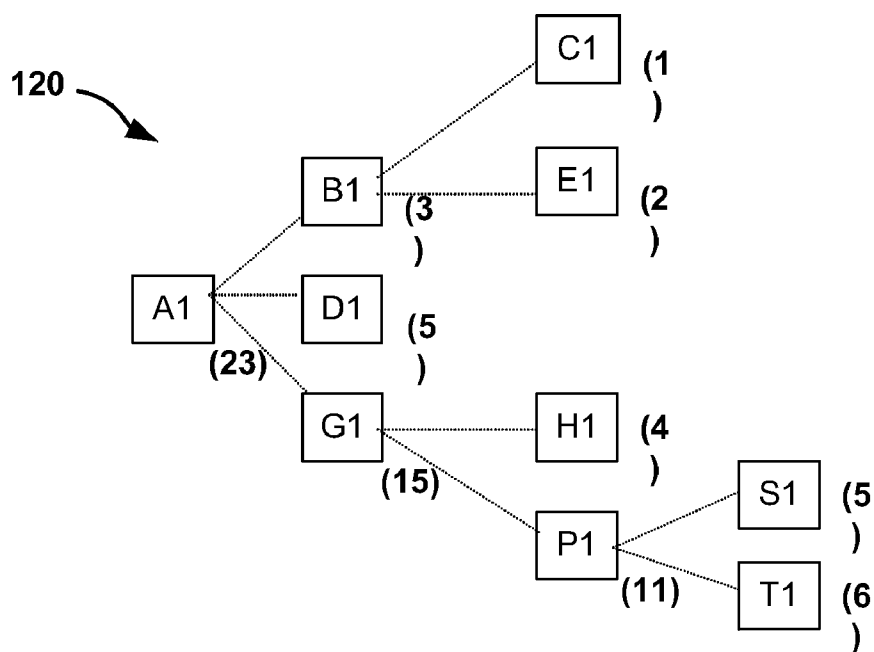 120
C1
(1
)
B1
(3
)
E1
(2
)
A1
(23)
D1
(5
)
G1
(15)
H1
(4
)
P1
(11)
S1
(5
)
T1
(6
)